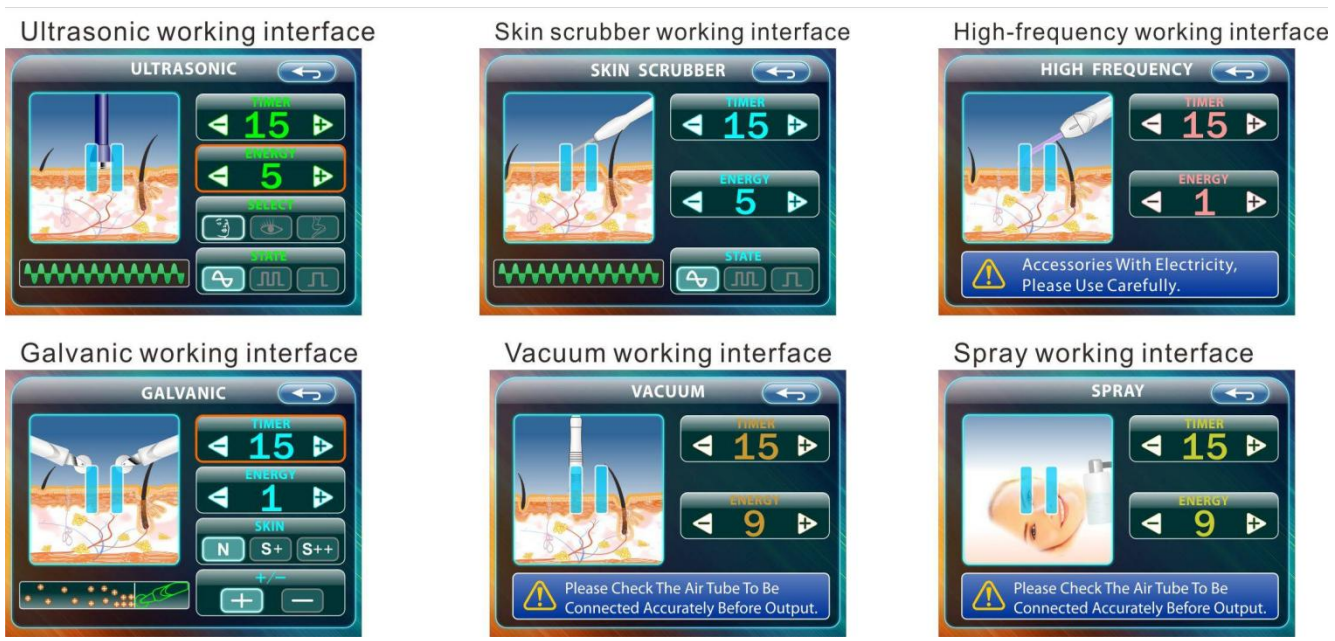 Ultrasonic working interface
ULTRASONIC
TIMER
- 15 +
ENERGY
- 5 +
SELECT
STATE
Skin scrubber working interface
SKIN SCRUBBER
TIMER
- 15 +
ENERGY
- 5 +
STATE
High-frequency working interface
HIGH FREQUENCY
TIMER
- 15 +
ENERGY
- 1 +
Accessories With Electricity,
Please Use Carefully.
Galvanic working interface
GALVANIC
TIMER
- 15 +
ENERGY
- 1 +
SKIN
N S+ S++
+/-
+ -
Vacuum working interface
VACUUM
TIMER
- 15 +
ENERGY
- 9 +
Please Check The Air Tube To Be
Connected Accurately Before Output.
Spray working interface
SPRAY
TIMER
- 15 +
ENERGY
- 9 +
Please Check The Air Tube To Be
Connected Accurately Before Output.